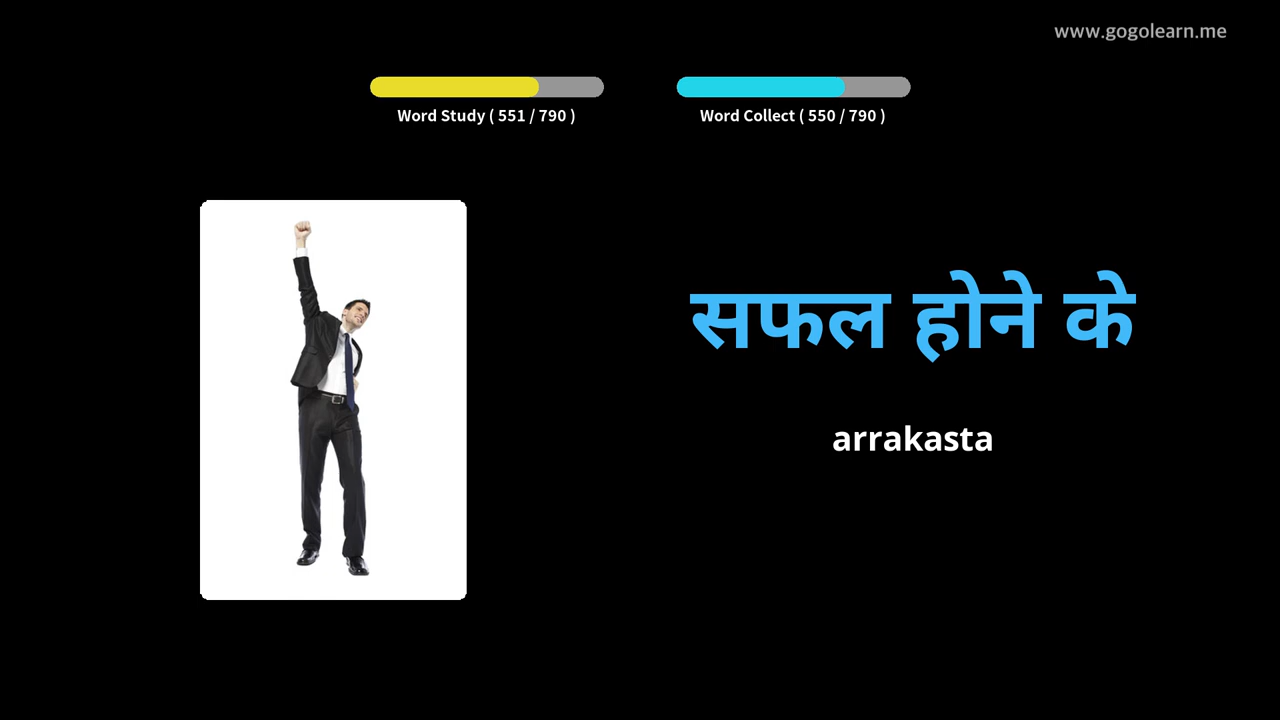 www.gogolearn.me
Word Study ( 551 / 790 )
Word Collect ( 550 / 790 )
सफल होने के
arrakasta